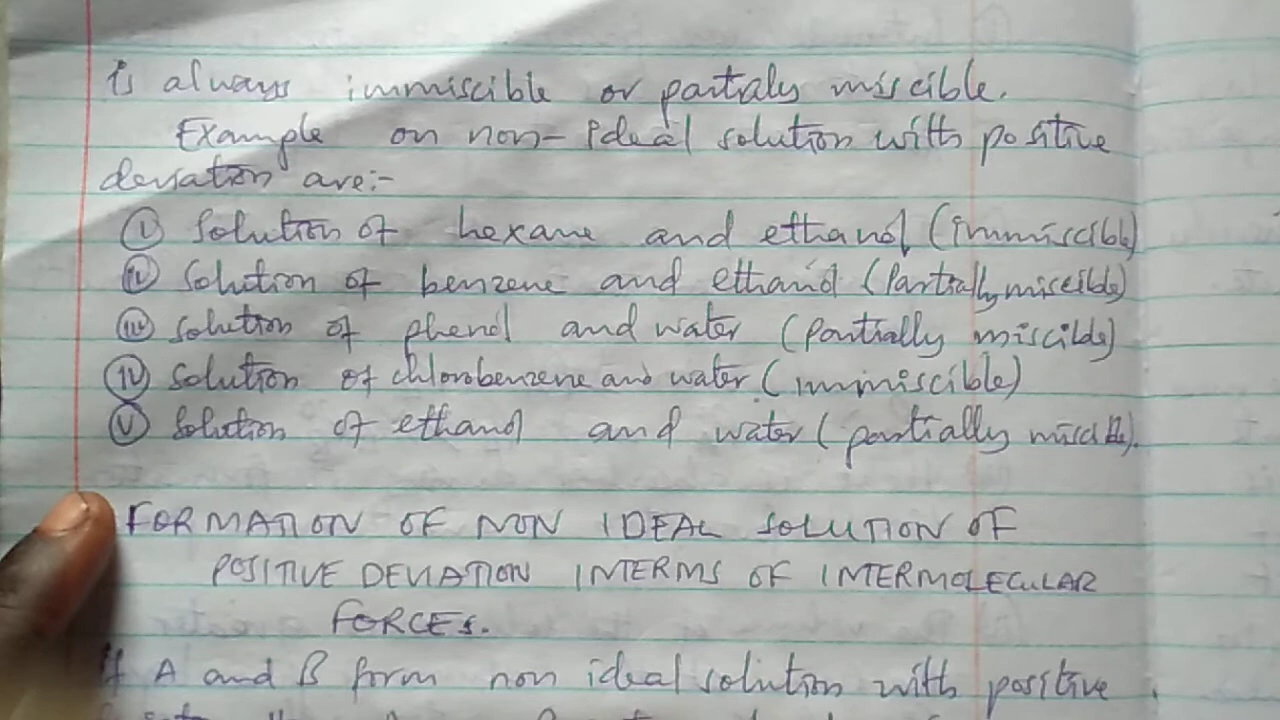 is always immiscible or partialy miscible.
Example on non-ideal solution with positive
deviation are:-
(i) Solution of hexane and ethanol (immiscible)
(ii) Solution of benzene and ethanol (Partially miscible)
(iii) Solution of phenol and water (partially miscible)
(iv) Solution of chlorobenzene and water (immiscible)
(v) Solution of ethanol and water (partially miscible).
FORMATION OF NON IDEAL SOLUTION OF
POSITIVE DEVIATION INTERMS OF INTERMOLECULAR
FORCES.
If A and B form non ideal solution with positive